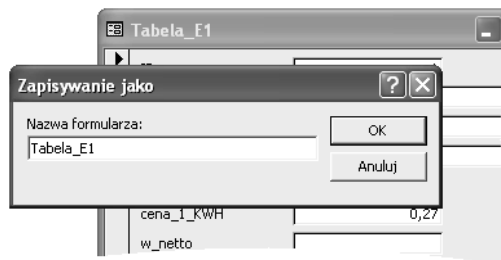 Tabela_E1
Zapisywanie jako
Nazwa formularza:
Tabela_E1
OK
Anuluj
cena_1_KWH 0,27
w_netto